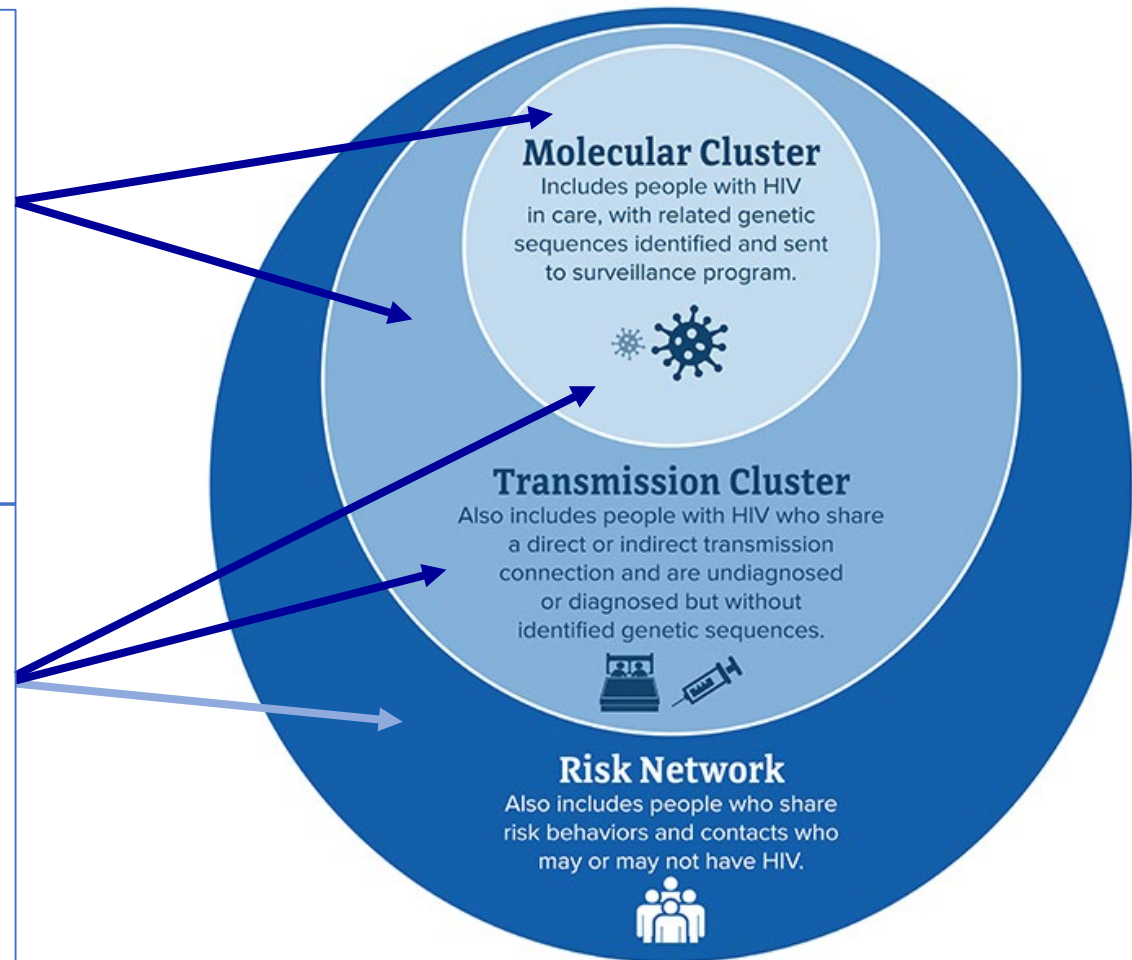 Molecular Cluster
Includes people with HIV
in care, with related genetic
sequences identified and sent
to surveillance program.
Transmission Cluster
Also includes people with HIV who share
a direct or indirect transmission
connection and are undiagnosed
or diagnosed but without
identified genetic sequences.
Risk Network
Also includes people who share
risk behaviors and contacts who
may or may not have HIV.